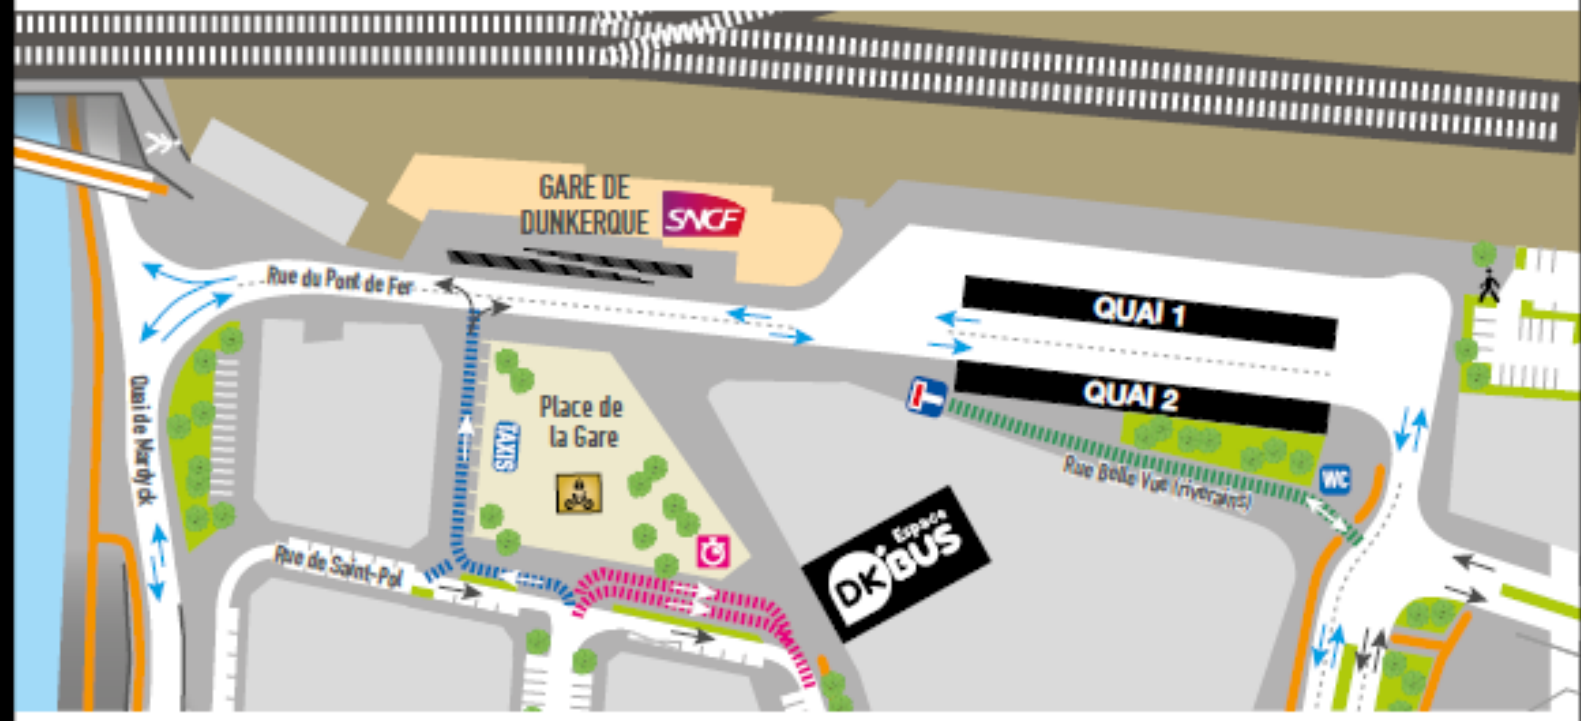 GARE DE
DUNKERQUE
SNCF
Rue du Pont de Fer
QUAI 1
QUAI 2
Quai de Mardyck
TAXIS
Place de
la Gare
Rue Belle Vue (riverains)
WC
Espace
DK'BUS
Rue de Saint-Pol